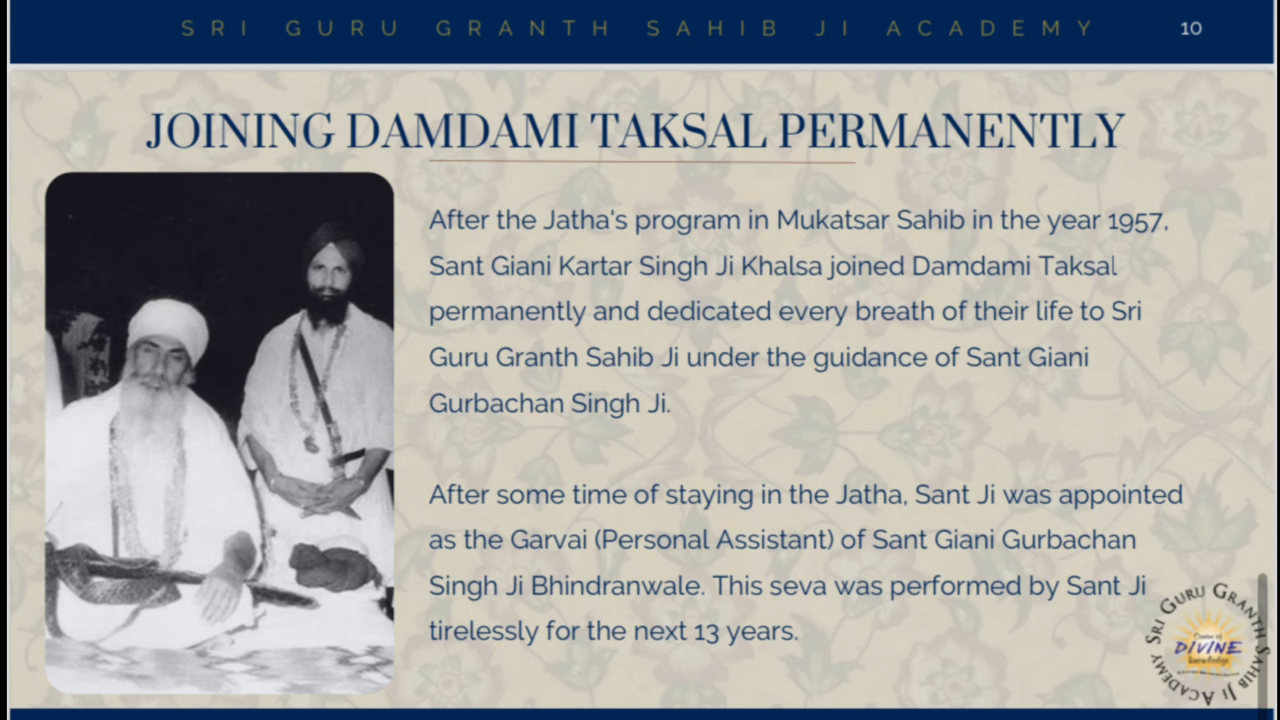 SRI GURU GRANTH SAHIB JI ACADEMY
10
JOINING DAMDAMI TAKSAL PERMANENTLY
After the Jatha's program in Mukatsar Sahib in the year 1957,
Sant Giani Kartar Singh Ji Khalsa joined Damdami Taksal
permanently and dedicated every breath of their life to Sri
Guru Granth Sahib Ji under the guidance of Sant Giani
Gurbachan Singh Ji.
After some time of staying in the Jatha, Sant Ji was appointed
as the Garvai (Personal Assistant) of Sant Giani Gurbachan
Singh Ji Bhindranwale. This seva was performed by Sant Ji
tirelessly for the next 13 years.
SRI GURU GRANTH SAHIB JI ACADEMY
DIVINE
knowledge